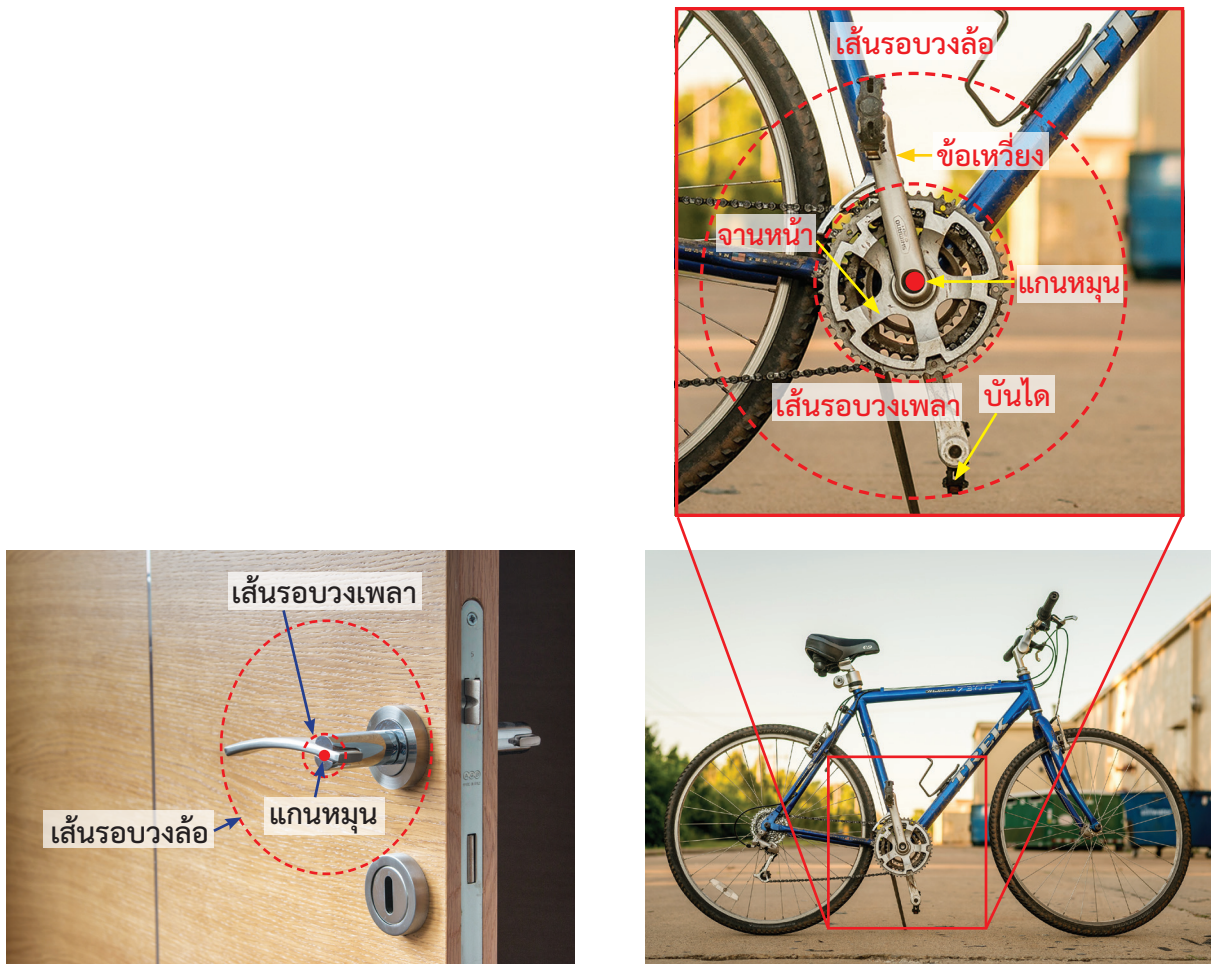 เส้นรอบวงล้อ
ข้อเหวี่ยง
จานหน้า
แกนหมุน
เส้นรอบวงเพลา
บันได
เส้นรอบวงเพลา
แกนหมุน
เส้นรอบวงล้อ
TREK